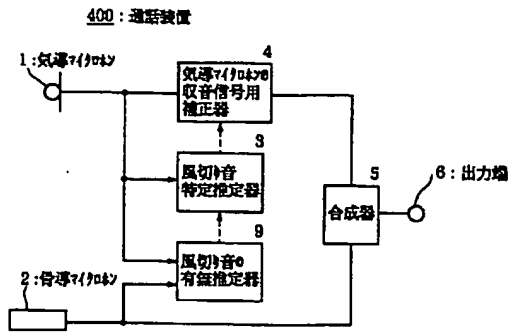 400：通話装置
1：気導マイクロホン
4
気導マイクロホンの
収音信号用
補正器
3
風切り音
特定推定器
5
合成器
6：出力端
9
風切り音の
有無推定器
2：骨導マイクロホン